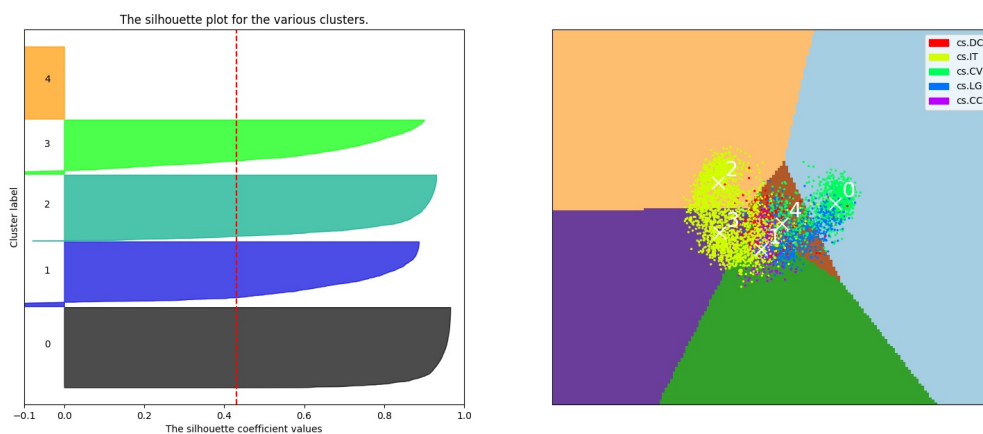 The silhouette plot for the various clusters.
4
3
2
1
0
Cluster label
−0.1 0.0 0.2 0.4 0.6 0.8 1.0
The silhouette coefficient values
cs.DC
cs.IT
cs.CV
cs.LG
cs.CC
2
0
4
3
1